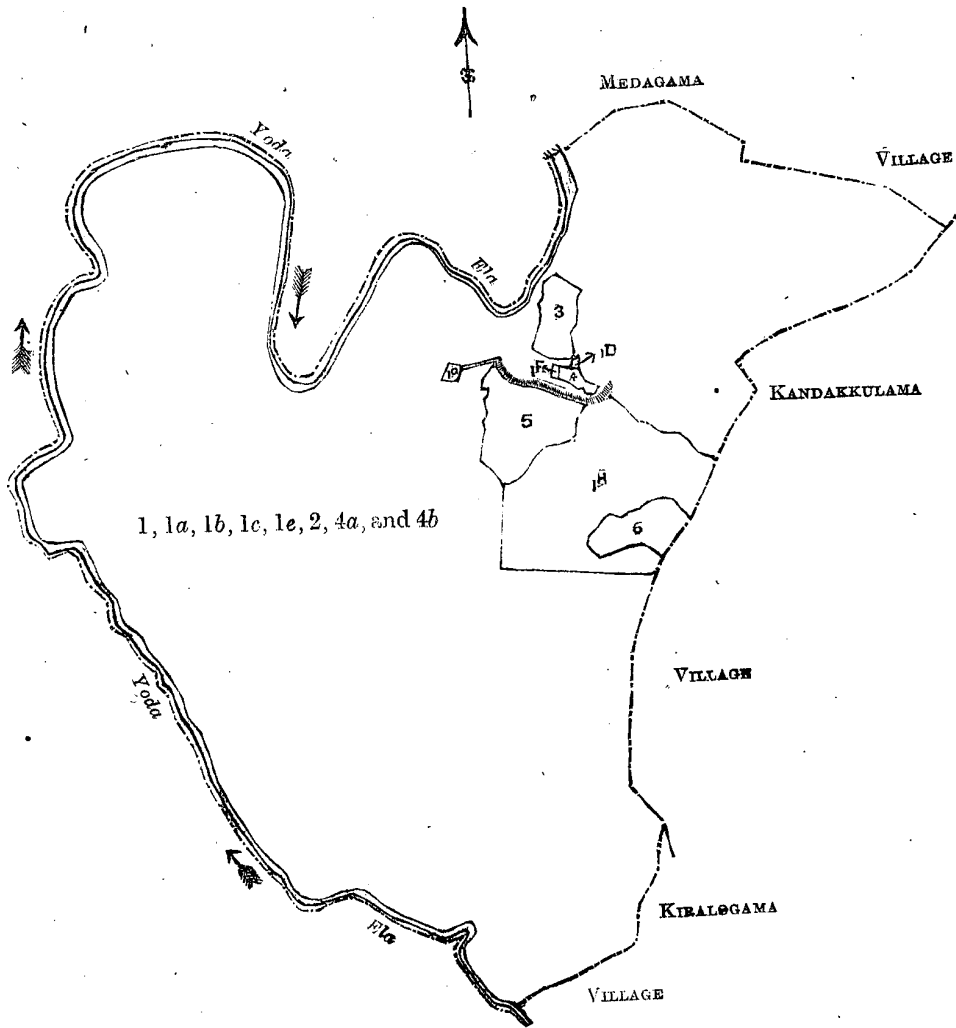 MEDAGAMA
VILLAGE
Yoda
Ela
3
1D
1F
4
1G
5
KANDAKKULAMA
1H
6
1, 1a, 1b, 1c, 1e, 2, 4a, and 4b
VILLAGE
Yoda
KIRALOGAMA
Ela
VILLAGE